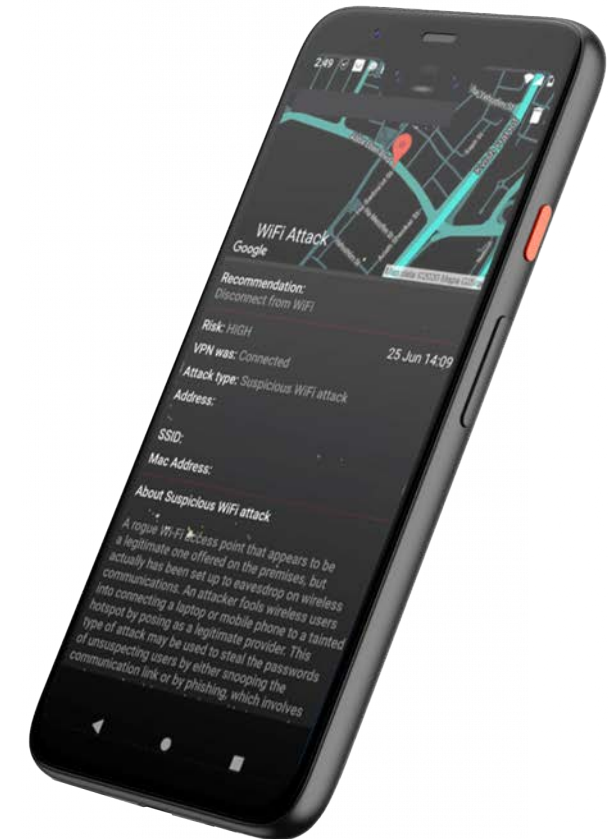 2:49
WiFi Attack
Google
Recommendation:
Disconnect from WiFi
Risk: HIGH
25 Jun 14:09
VPN was: Connected
Attack type: Suspicious WiFi attack
Address:
SSID:
Mac Address:
About Suspicious WiFi attack
A rogue Wi-Fi access point that appears to be
a legitimate one offered on the premises, but
actually has been set up to eavesdrop on wireless
communications. An attacker fools wireless users
into connecting a laptop or mobile phone to a tainted
hotspot by posing as a legitimate provider. This
type of attack may be used to steal the passwords
of unsuspecting users by either snooping the
communication link or by phishing, which involves